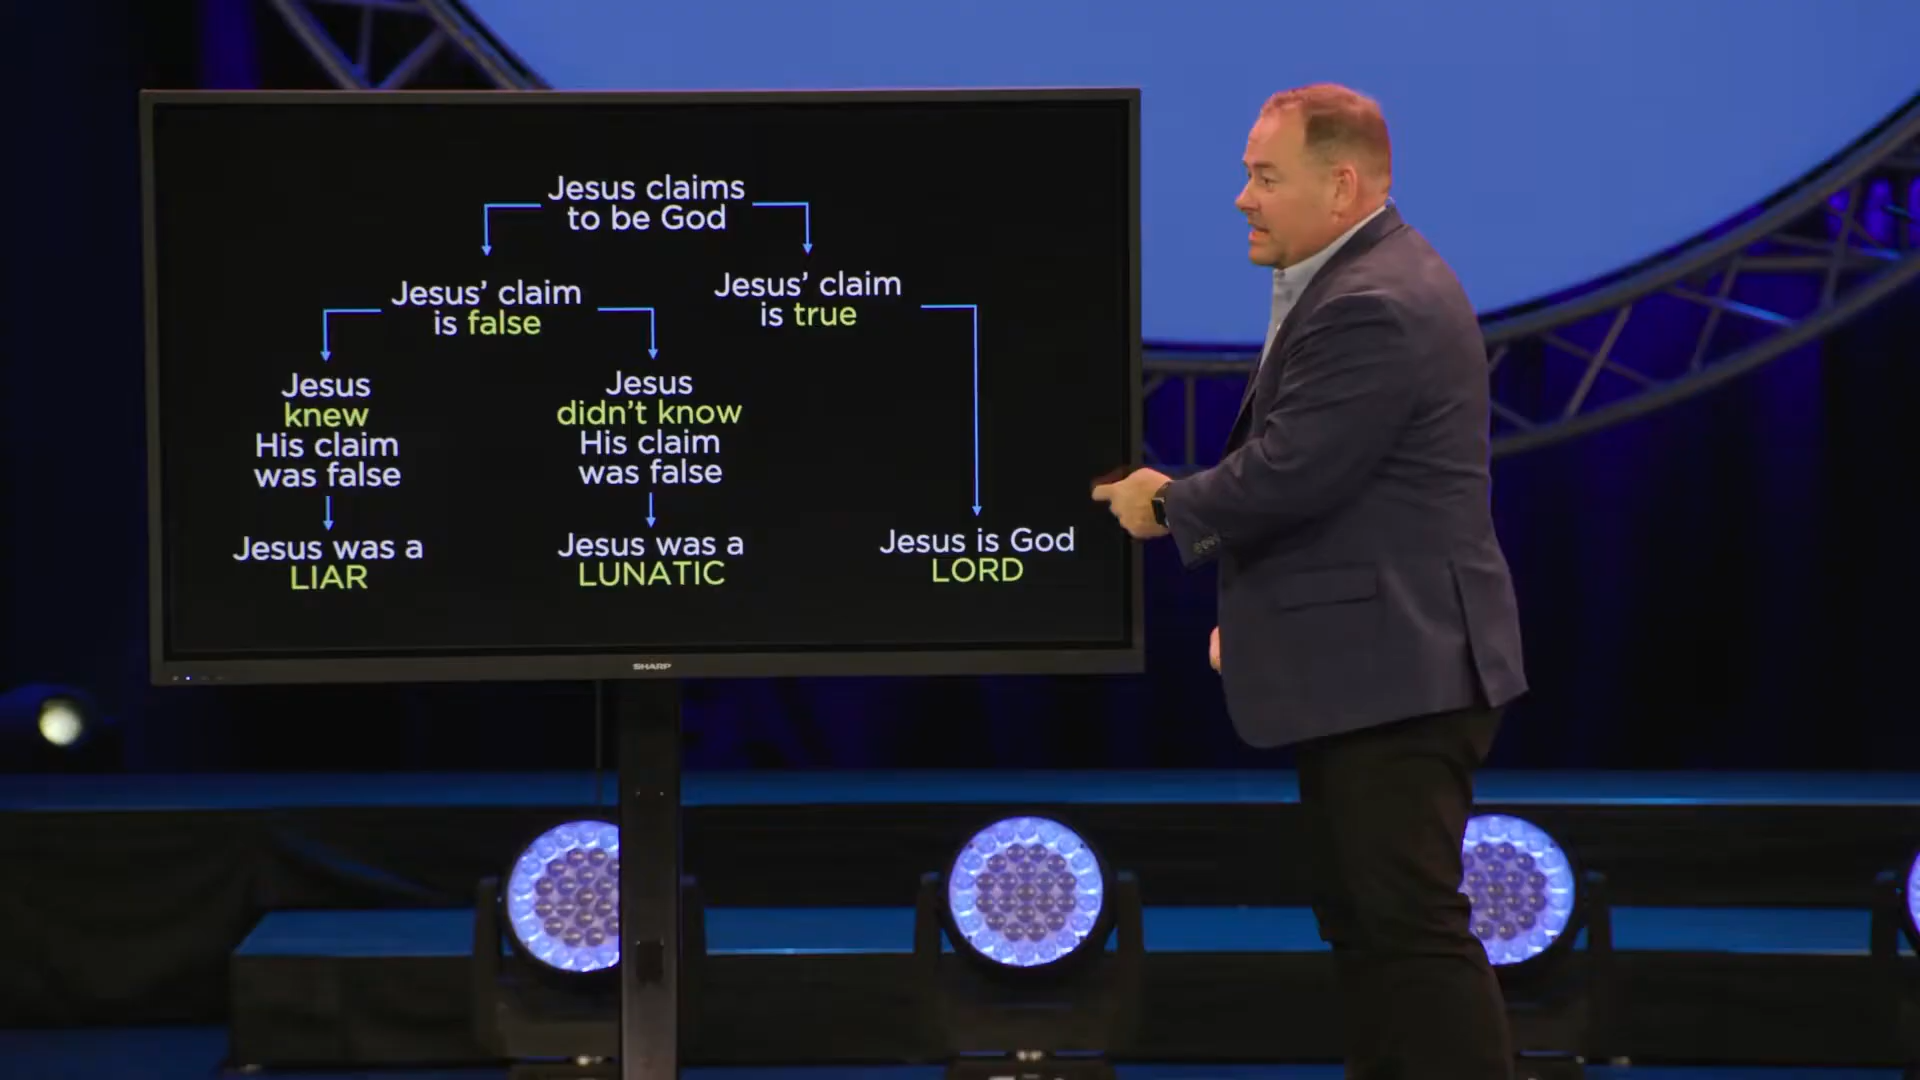 Jesus claims
to be God
Jesus' claim
is false
Jesus' claim
is true
Jesus
knew
His claim
was false
Jesus
didn't know
His claim
was false
Jesus was a
LIAR
Jesus was a
LUNATIC
Jesus is God
LORD
SHARP